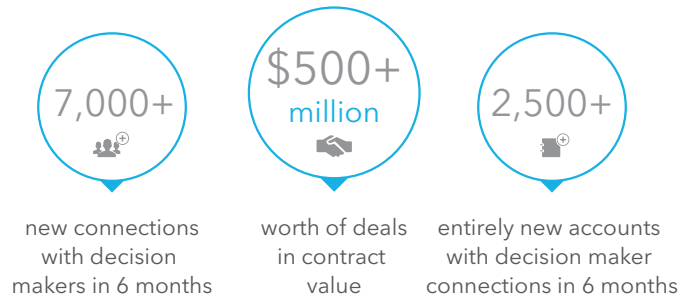 7,000+
new connections
with decision
makers in 6 months
$500+
million
worth of deals
in contract
value
2,500+
entirely new accounts
with decision maker
connections in 6 months